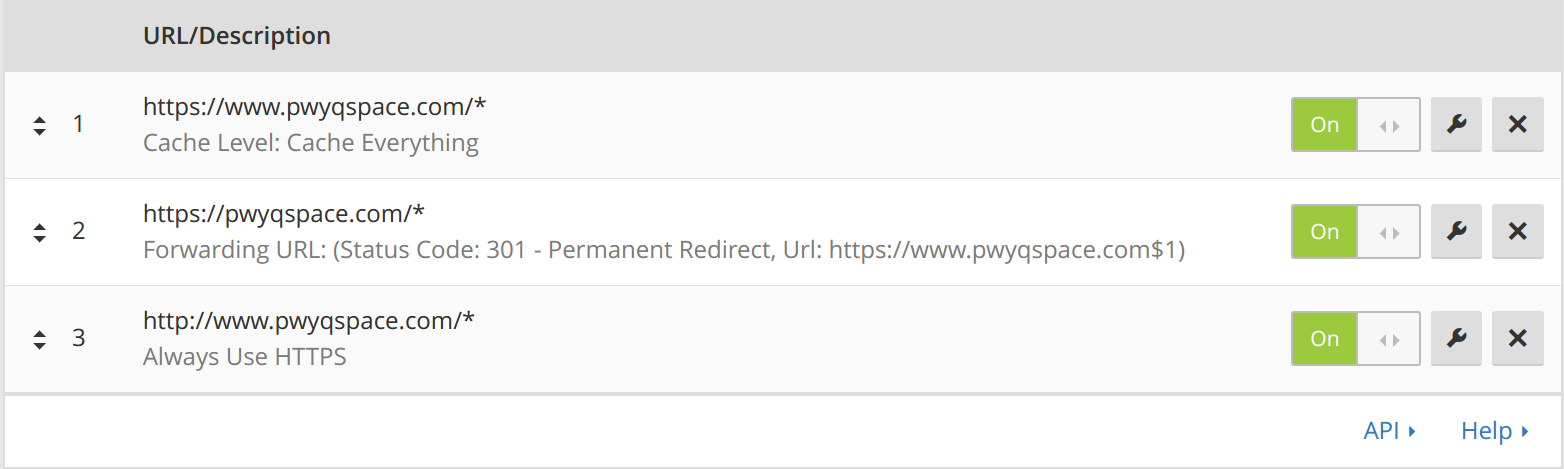 URL/Description
1
https://www.pwyqspace.com/*
Cache Level: Cache Everything
On
2
https://pwyqspace.com/*
Forwarding URL: (Status Code: 301 - Permanent Redirect, Url: https://www.pwyqspace.com$1)
On
3
http://www.pwyqspace.com/*
Always Use HTTPS
On
API Help